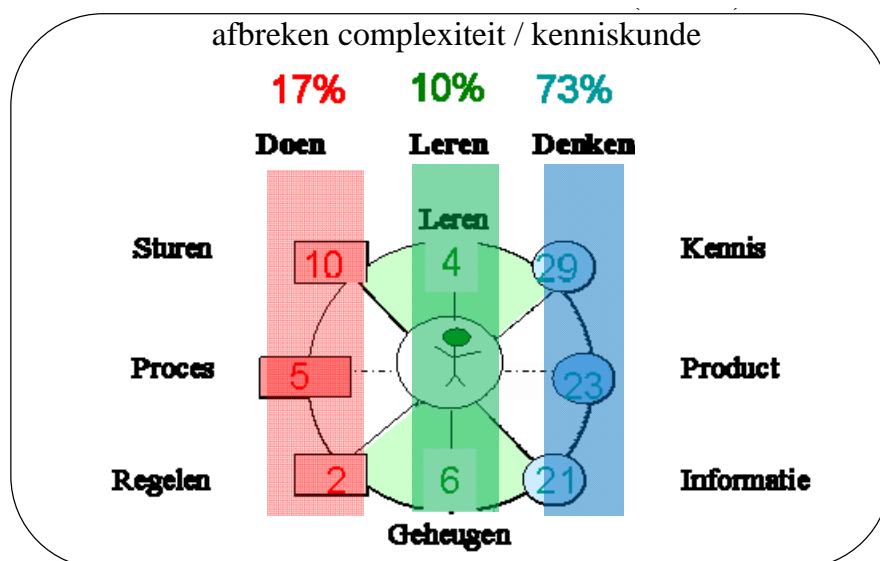 afbreken complexiteit / kenniskunde
17% 10% 73%
Doen Leren Denken
Leren
Sturen 10 4 29 Kennis
Proces 5 23 Product
Regelen 2 6 21 Informatie
Geheugen